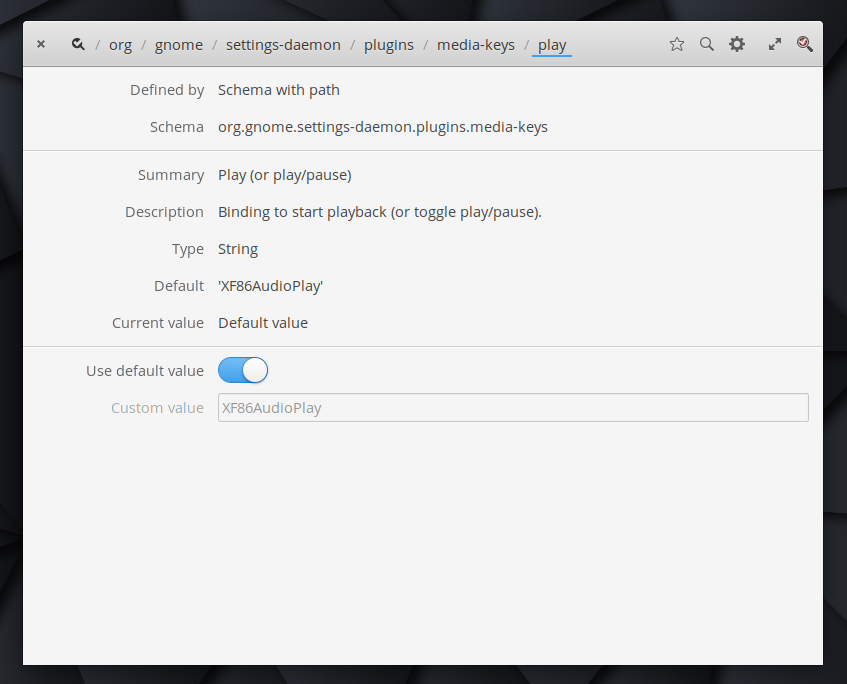 / org / gnome / settings-daemon / plugins / media-keys / play
Defined by Schema with path
Schema org.gnome.settings-daemon.plugins.media-keys
Summary Play (or play/pause)
Description Binding to start playback (or toggle play/pause).
Type String
Default 'XF86AudioPlay'
Current value Default value
Use default value
Custom value XF86AudioPlay